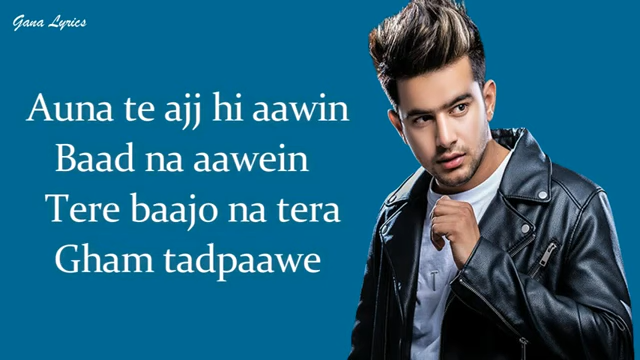 Gana Lyrics
Auna te ajj hi aawin
Baad na aawein
Tere baajo na tera
Gham tadpaawe